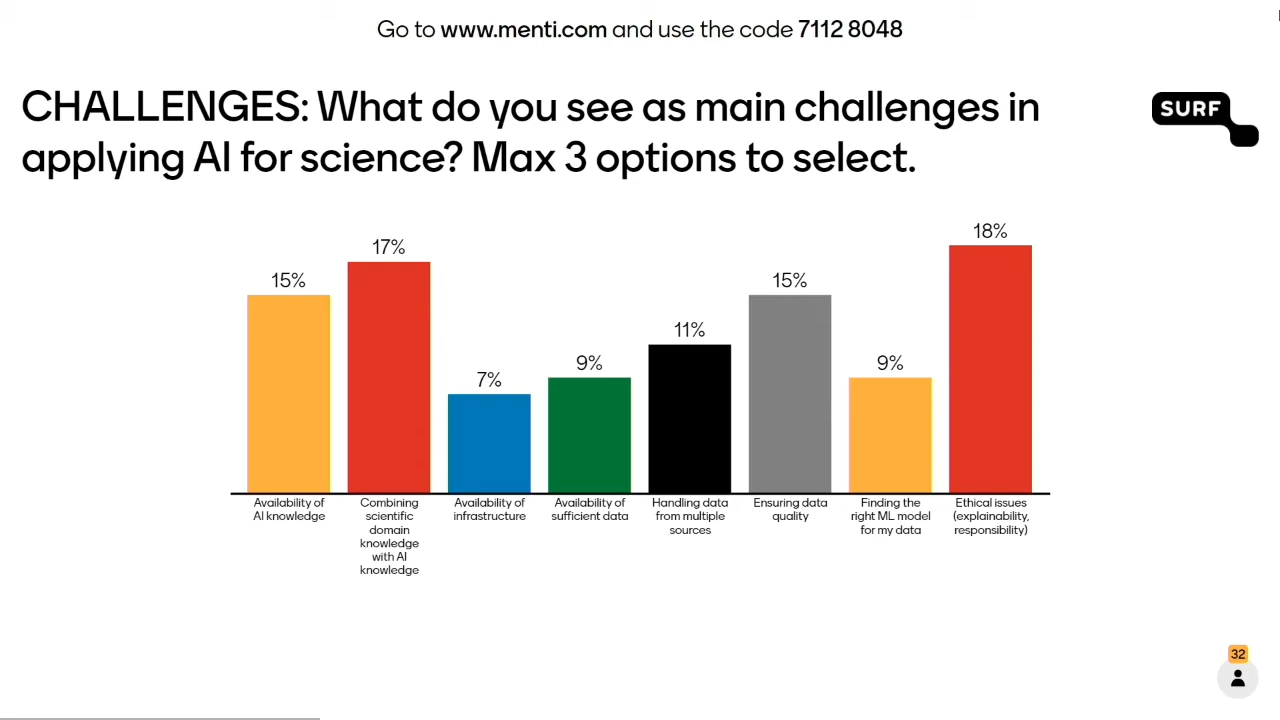 Go to www.menti.com and use the code 7112 8048
CHALLENGES: What do you see as main challenges in
applying AI for science? Max 3 options to select.
SURF
15%
17%
7%
9%
11%
15%
9%
18%
Availability of
AI knowledge
Combining
scientific
domain
knowledge
with AI
knowledge
Availability of
infrastructure
Availability of
sufficient data
Handling data
from multiple
sources
Ensuring data
quality
Finding the
right ML model
for my data
Ethical issues
(explainability,
responsibility)
32